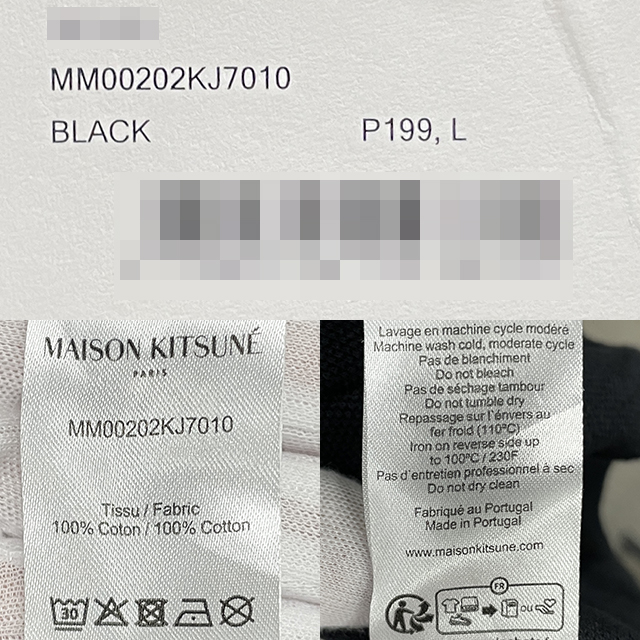 MM00202KJ7010
BLACK P199, L
MAISON KITSUNÉ
PARIS
MM00202KJ7010
Tissu / Fabric
100% Coton / 100% Cotton
30
Lavage en machine cycle modéré
Machine wash cold, moderate cycle
Pas de blanchiment
Do not bleach
Pas de séchage tambour
Do not tumble dry
Repassage sur l'énvers au
fer froid (110ºC)
Iron on reverse side up
to 100ºC / 230F
Pas d'entretien professionnel à sec
Do not dry clean
Fabriqué au Portugal
Made in Portugal
www.maisonkitsune.com
FR
OU